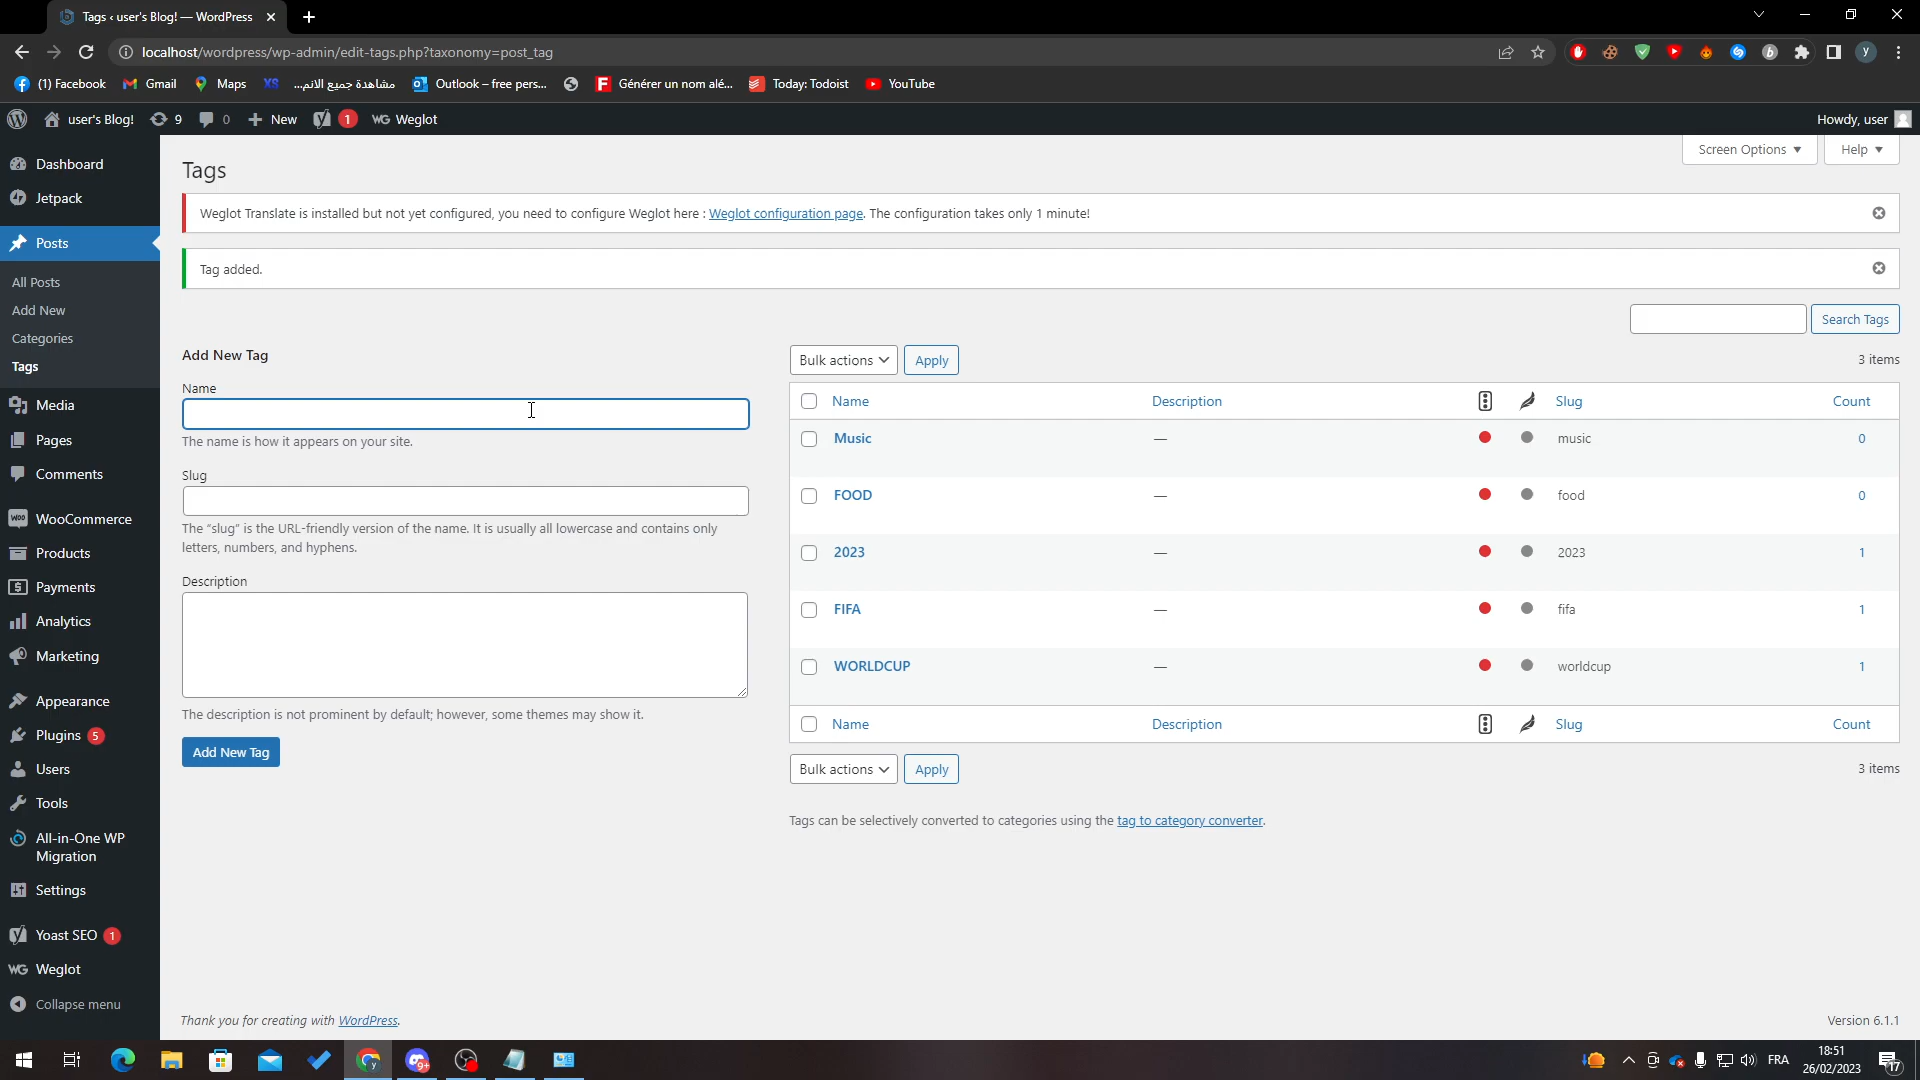 Tags ‹ user's Blog! — WordPress
localhost/wordpress/wp-admin/edit-tags.php?taxonomy=post_tag
(1) Facebook
Gmail
Maps
XS
مشاهدة جميع الانم...
Outlook – free pers...
Générer un nom alé...
Today: Todoist
YouTube
user's Blog!
9
0
New
1
WG Weglot
Howdy, user
Screen Options
Help
Dashboard
Jetpack
Posts
All Posts
Add New
Categories
Tags
Media
Pages
Comments
WooCommerce
Products
Payments
Analytics
Marketing
Appearance
Plugins 5
Users
Tools
All-in-One WP
Migration
Settings
Yoast SEO 1
WG Weglot
Collapse menu
Tags
Weglot Translate is installed but not yet configured, you need to configure Weglot here : Weglot configuration page. The configuration takes only 1 minute!
Tag added.
Search Tags
Add New Tag
Name
The name is how it appears on your site.
Slug
The “slug” is the URL-friendly version of the name. It is usually all lowercase and contains only
letters, numbers, and hyphens.
Description
The description is not prominent by default; however, some themes may show it.
Add New Tag
Bulk actions
Apply
3 items
Name Description Slug Count
Music — music 0
FOOD — food 0
2023 — 2023 1
FIFA — fifa 1
WORLDCUP — worldcup 1
Name Description Slug Count
Bulk actions
Apply
3 items
Tags can be selectively converted to categories using the tag to category converter.
Thank you for creating with WordPress.
Version 6.1.1
9+
FRA
18:51
26/02/2023
17